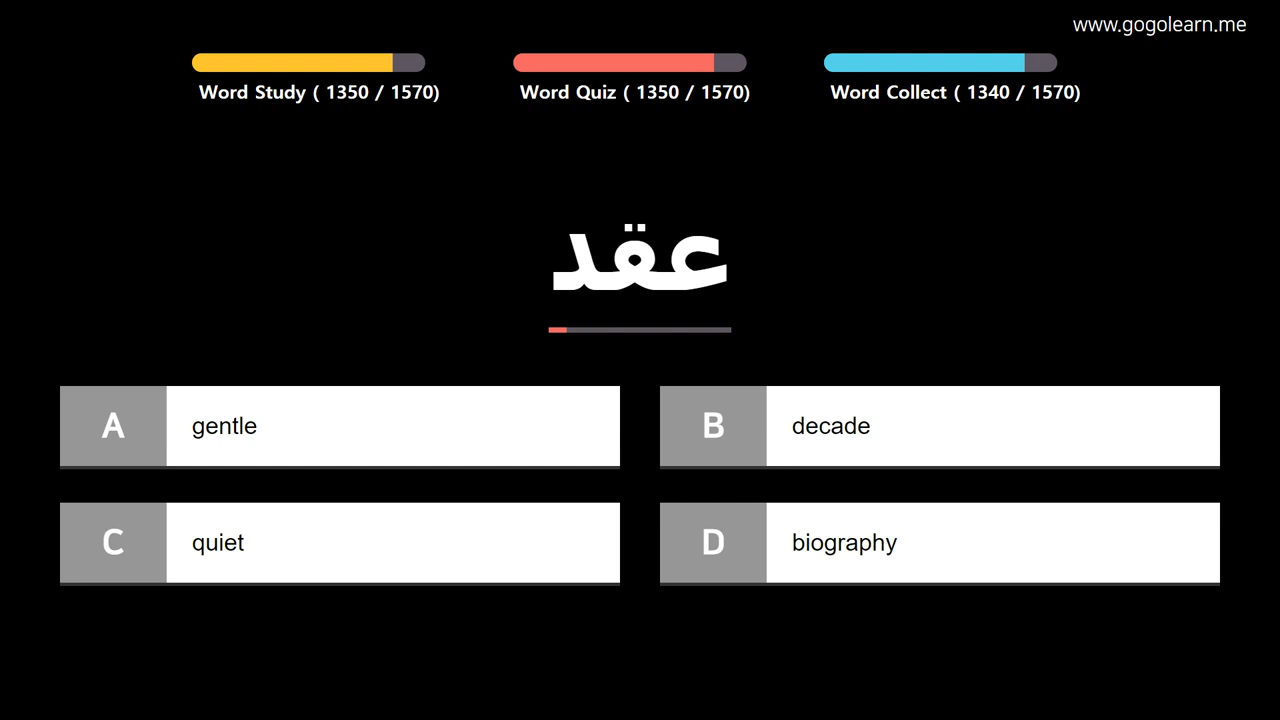 www.gogolearn.me
Word Study ( 1350 / 1570)
Word Quiz ( 1350 / 1570)
Word Collect ( 1340 / 1570)
عقد
A gentle
B decade
C quiet
D biography